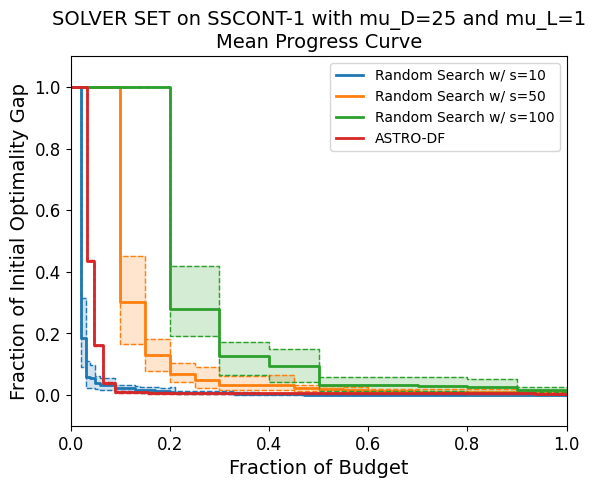 SOLVER SET on SSCONT-1 with mu_D=25 and mu_L=1
Mean Progress Curve
Fraction of Initial Optimality Gap
1.0
0.8
0.6
0.4
0.2
0.0
Random Search w/ s=10
Random Search w/ s=50
Random Search w/ s=100
ASTRO-DF
0.0 0.2 0.4 0.6 0.8 1.0
Fraction of Budget